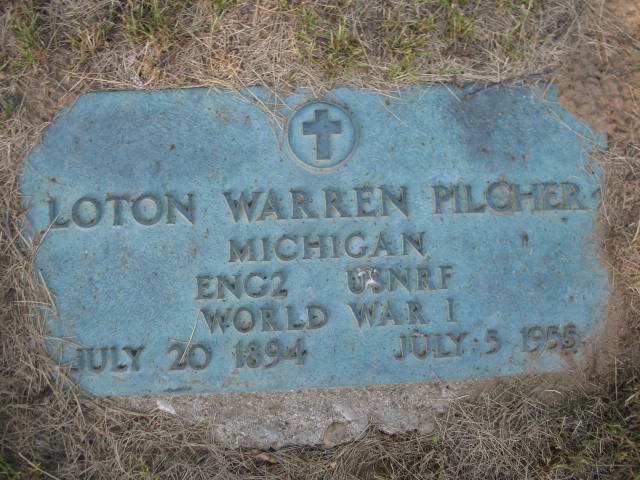 LOTON WARREN PILCHER
MICHIGAN
ENG2 USNRF
WORLD WAR I
JULY 20 1894 JULY 5 1955